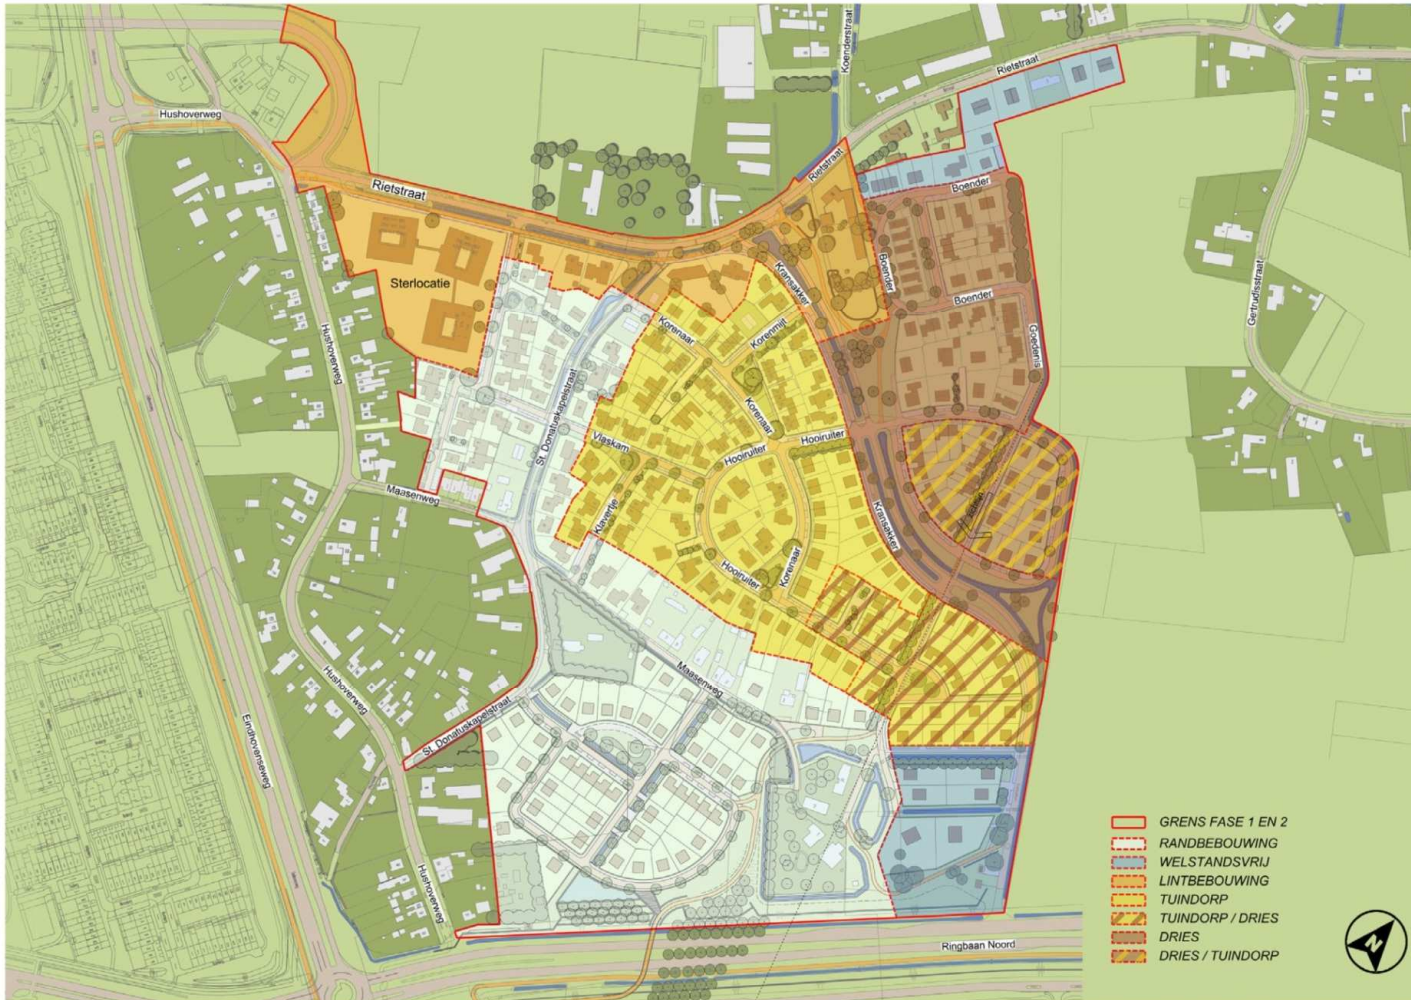 Koenderstraat
Rietstraat
Hushoverweg
Rietstraat
Rietstraat
Boender
Kransakker
Boender
Sterlocatie
Boender
Gertrudisstraat
Korenaar
Korenmijt
Goedenis
Hushoverweg
St. Donatuskapelstraat
Korenaar
Vlaskam
Hooiruiter
Hooiruiter
Maasenweg
Klavertje
Kransakker
Hooiruiter
Korenaar
Maasenweg
Hushoverweg
St. Donatuskapelstraat
Eindhovenseweg
Hushoverweg
Ringbaan Noord
GRENS FASE 1 EN 2
RANDBEBOUWING
WELSTANDSVRIJ
LINTBEBOUWING
TUINDORP
TUINDORP / DRIES
DRIES
DRIES / TUINDORP
N